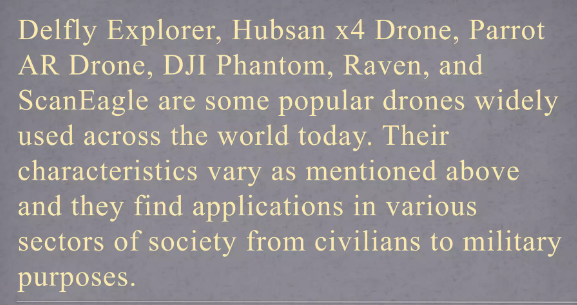 Delfly Explorer, Hubsan x4 Drone, Parrot
AR Drone, DJI Phantom, Raven, and
ScanEagle are some popular drones widely
used across the world today. Their
characteristics vary as mentioned above
and they find applications in various
sectors of society from civilians to military
purposes.